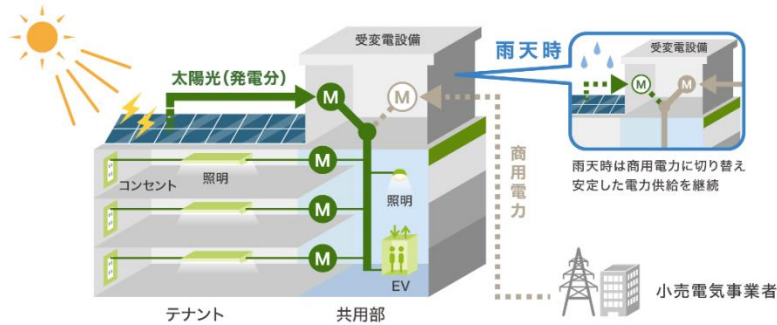 受変電設備
雨天時
受変電設備
太陽光(発電分)
M
M
M
M
雨天時は商用電力に切り替え
安定した電力供給を継続
商用電力
コンセント
照明
M
照明
M
M
EV
小売電気事業者
テナント
共用部